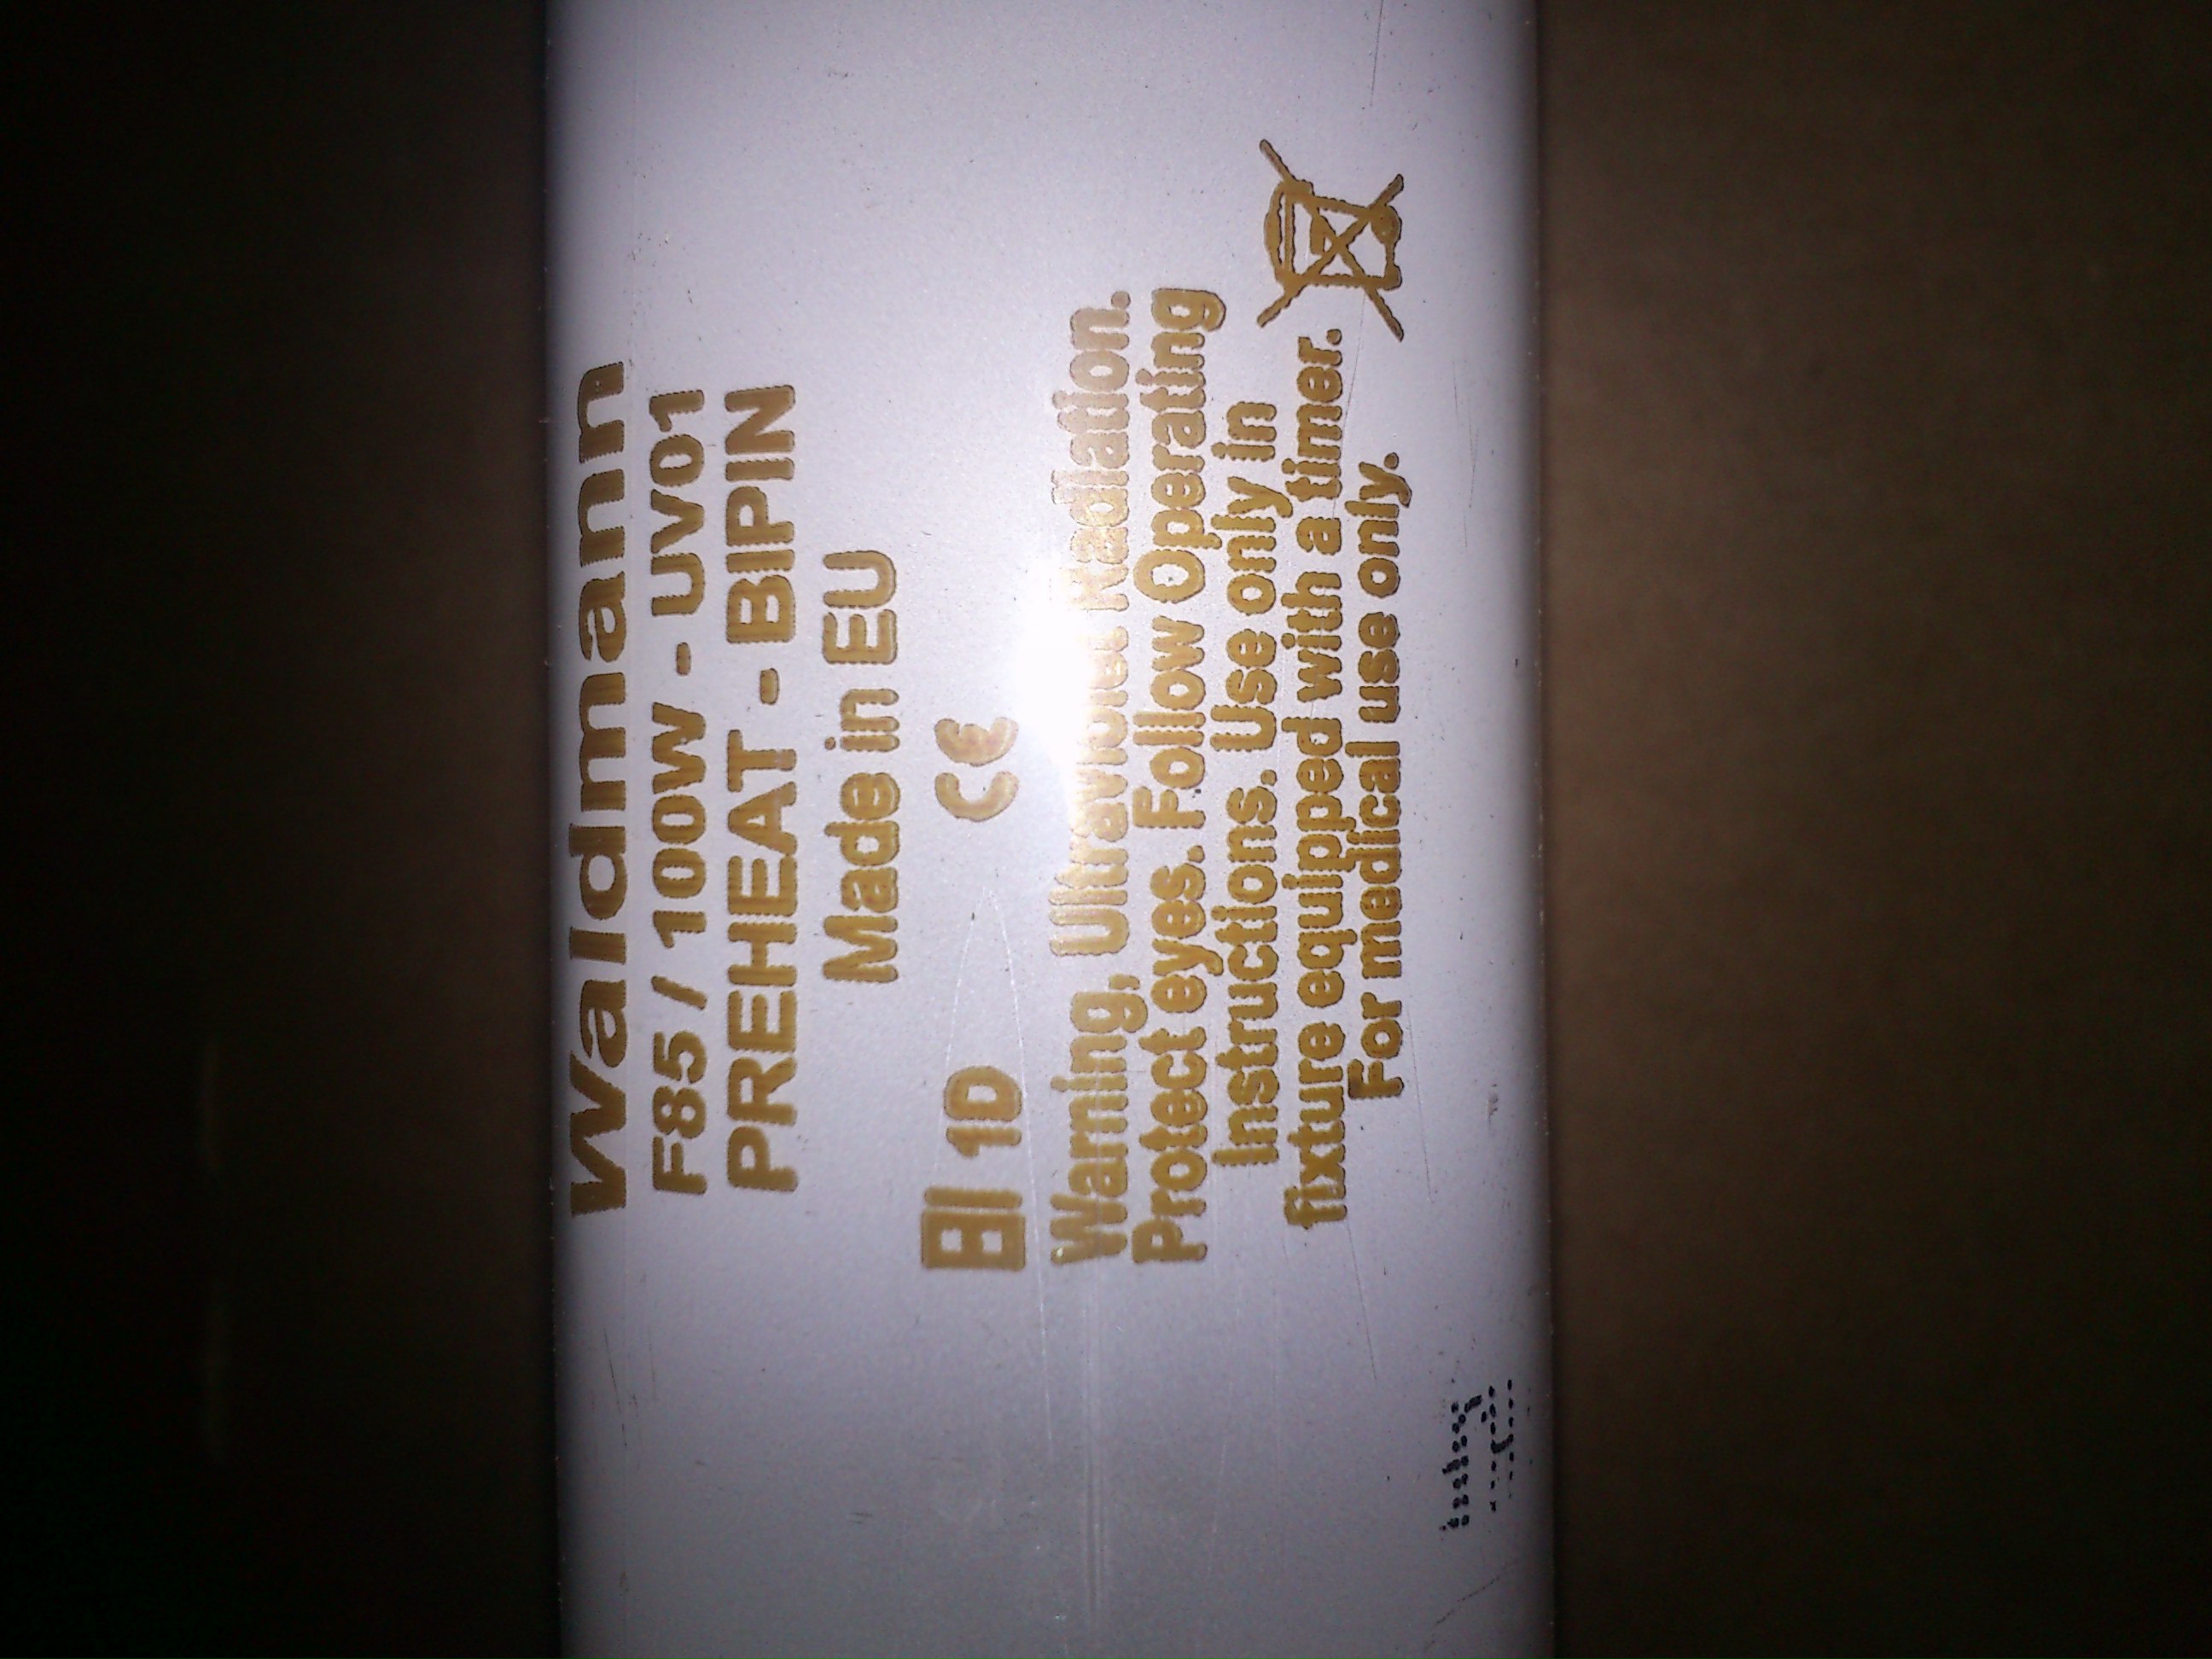 Waldmann
F85 / 100W - UV01
PREHEAT - BIPIN
Made in EU
1D CE
Warning, Ultraviolet Radiation.
Protect eyes. Follow Operating
Instructions. Use only in
fixture equipped with a timer.
For medical use only.